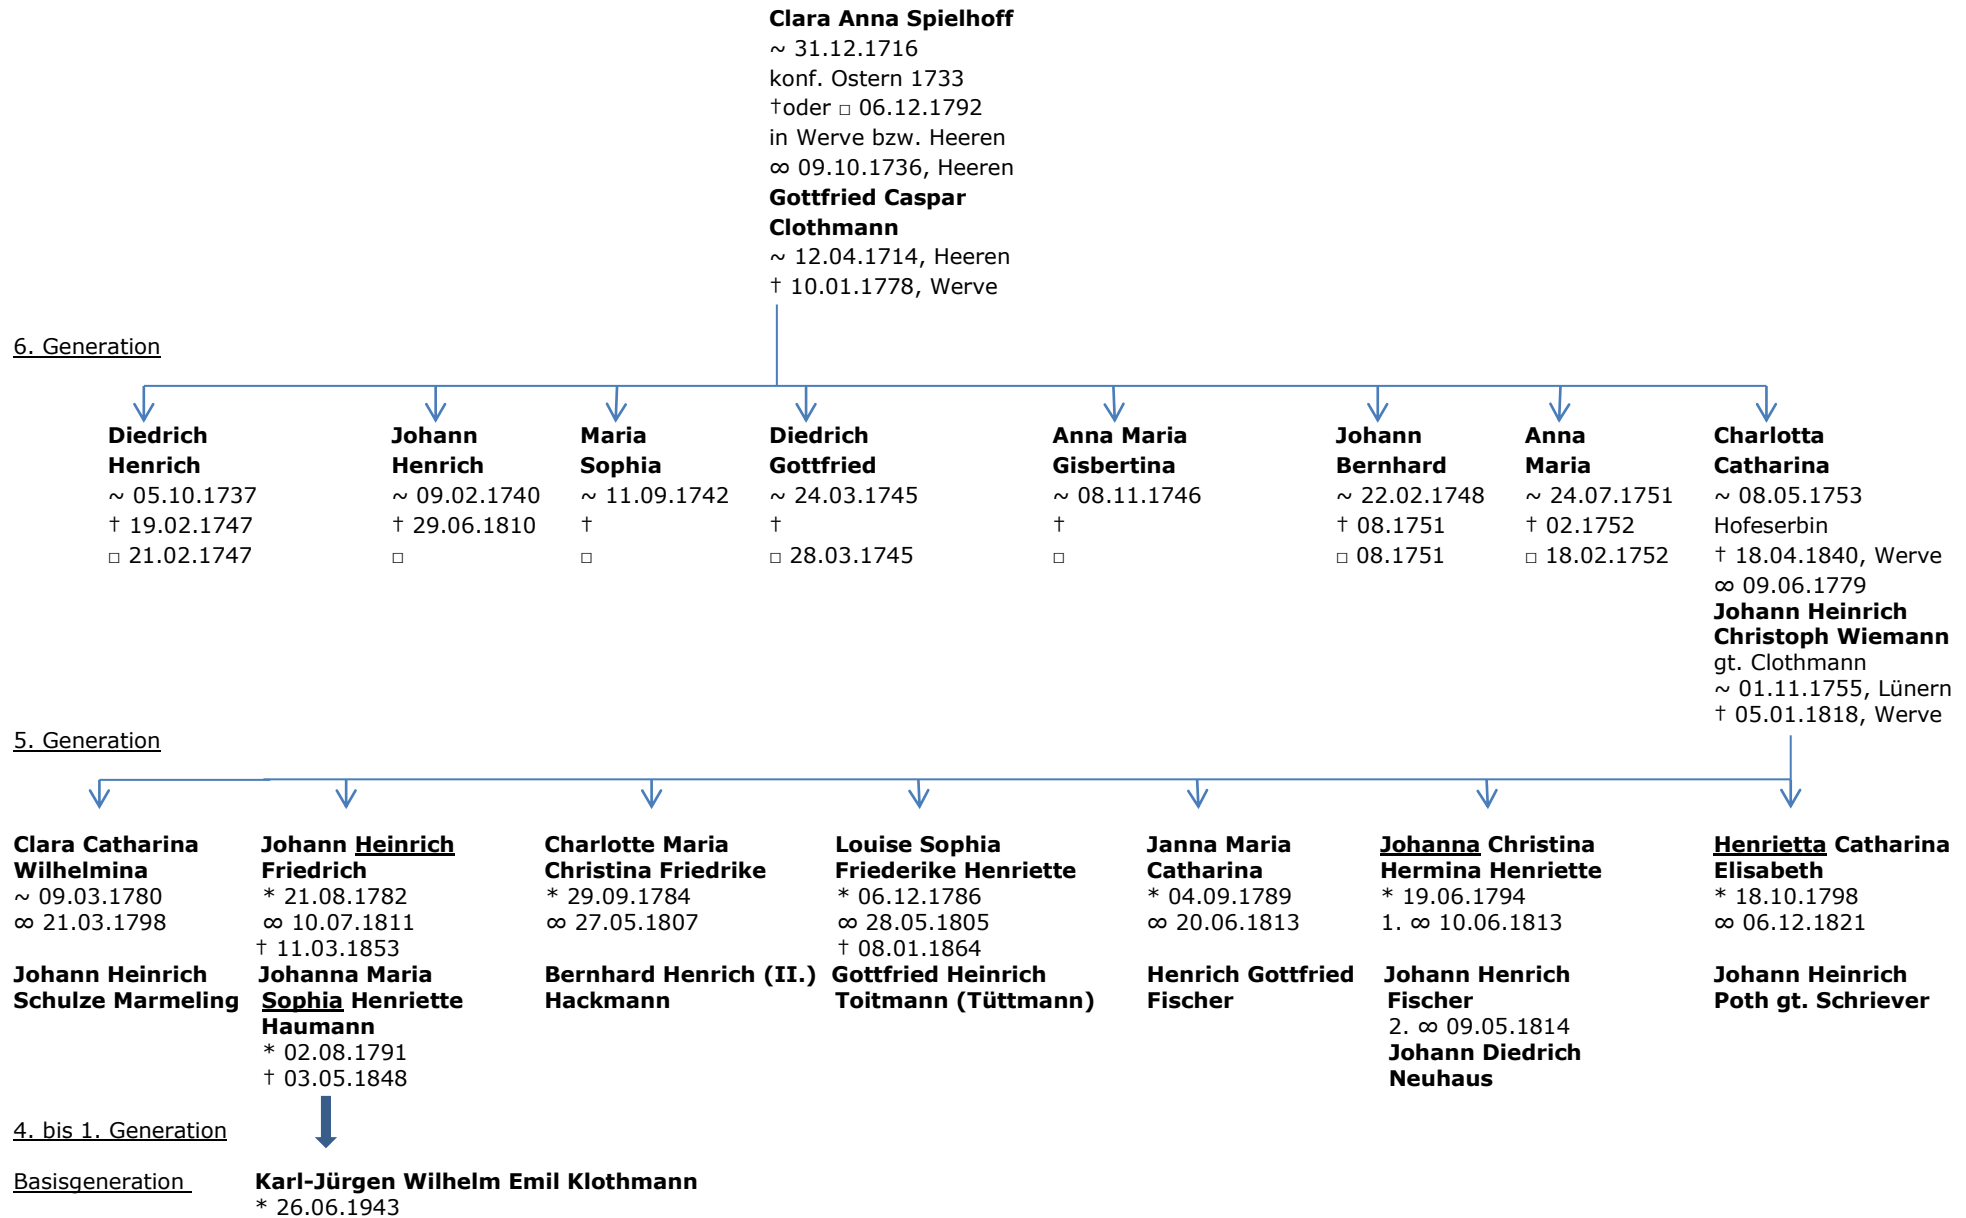 Clara Anna Spielhoff
~ 31.12.1716
konf. Ostern 1733
†oder □ 06.12.1792
in Werve bzw. Heeren
∞ 09.10.1736, Heeren
Gottfried Caspar
Clothmann
~ 12.04.1714, Heeren
† 10.01.1778, Werve
6. Generation
Diedrich
Henrich
~ 05.10.1737
† 19.02.1747
□ 21.02.1747
Johann
Henrich
~ 09.02.1740
† 29.06.1810
□
Maria
Sophia
~ 11.09.1742
†
□
Diedrich
Gottfried
~ 24.03.1745
†
□ 28.03.1745
Anna Maria
Gisbertina
~ 08.11.1746
†
□
Johann
Bernhard
~ 22.02.1748
† 08.1751
□ 08.1751
Anna
Maria
~ 24.07.1751
† 02.1752
□ 18.02.1752
Charlotta
Catharina
~ 08.05.1753
Hofeserbin
† 18.04.1840, Werve
∞ 09.06.1779
Johann Heinrich
Christoph Wiemann
gt. Clothmann
~ 01.11.1755, Lünern
† 05.01.1818, Werve
5. Generation
Clara Catharina
Wilhelmina
~ 09.03.1780
∞ 21.03.1798
Johann Heinrich
Schulze Marmeling
Johann Heinrich
Friedrich
* 21.08.1782
∞ 10.07.1811
† 11.03.1853
Johanna Maria
Sophia Henriette
Haumann
* 02.08.1791
† 03.05.1848
Charlotte Maria
Christina Friedrike
* 29.09.1784
∞ 27.05.1807
Bernhard Henrich (II.)
Hackmann
Louise Sophia
Friederike Henriette
* 06.12.1786
∞ 28.05.1805
† 08.01.1864
Gottfried Heinrich
Toitmann (Tüttmann)
Janna Maria
Catharina
* 04.09.1789
∞ 20.06.1813
Henrich Gottfried
Fischer
Johanna Christina
Hermina Henriette
* 19.06.1794
1. ∞ 10.06.1813
Johann Henrich
Fischer
2. ∞ 09.05.1814
Johann Diedrich
Neuhaus
Henrietta Catharina
Elisabeth
* 18.10.1798
∞ 06.12.1821
Johann Heinrich
Poth gt. Schriever
4. bis 1. Generation
Basisgeneration
Karl-Jürgen Wilhelm Emil Klothmann
* 26.06.1943